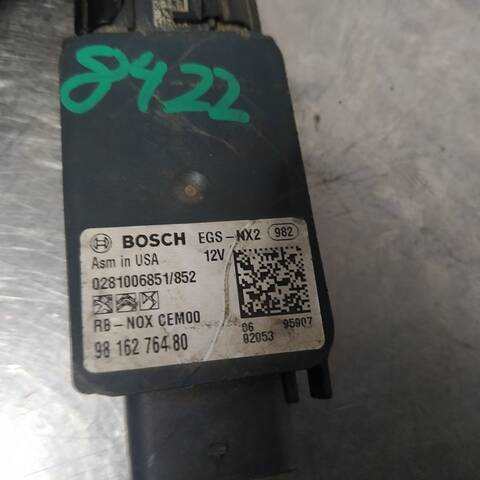 8422
BOSCH EGS-NX2 982
Asm in USA 12V
0281006851/852
RB-NOX CEM00
98 162 764 80
06 95907
82053